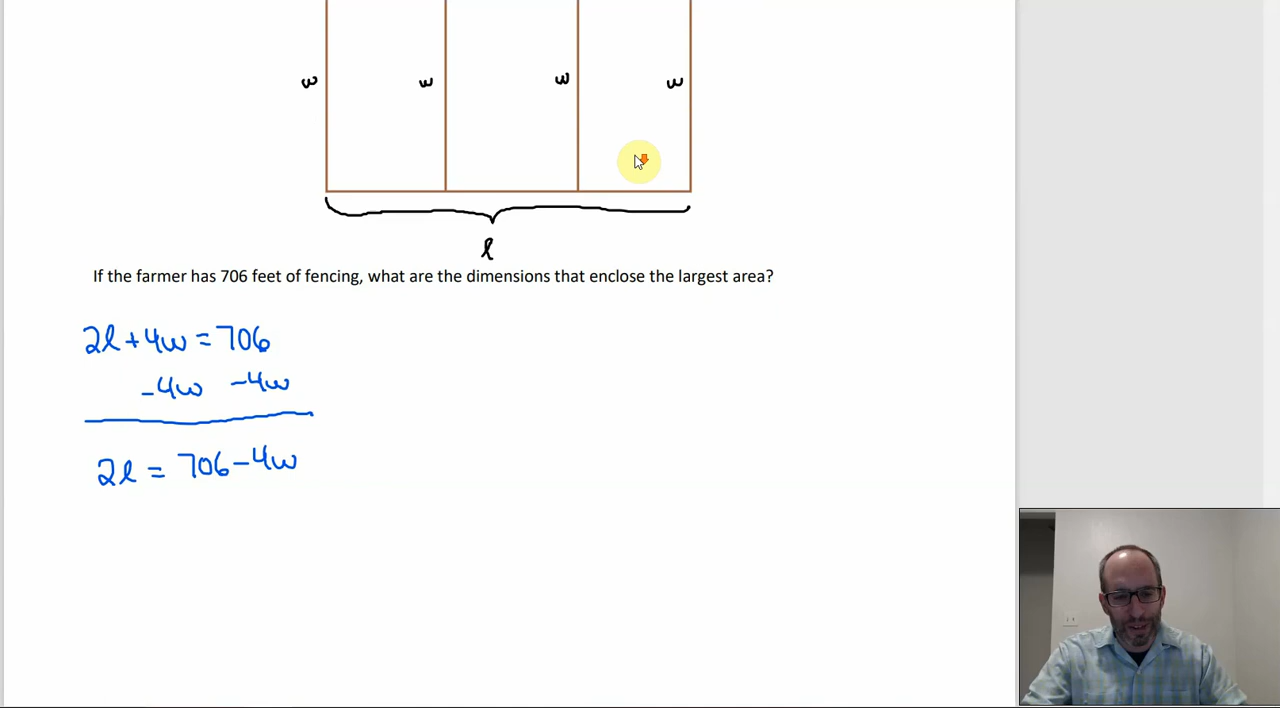 w w w w
l
If the farmer has 706 feet of fencing, what are the dimensions that enclose the largest area?
2l+4w=706
-4w -4w
2l = 706-4w